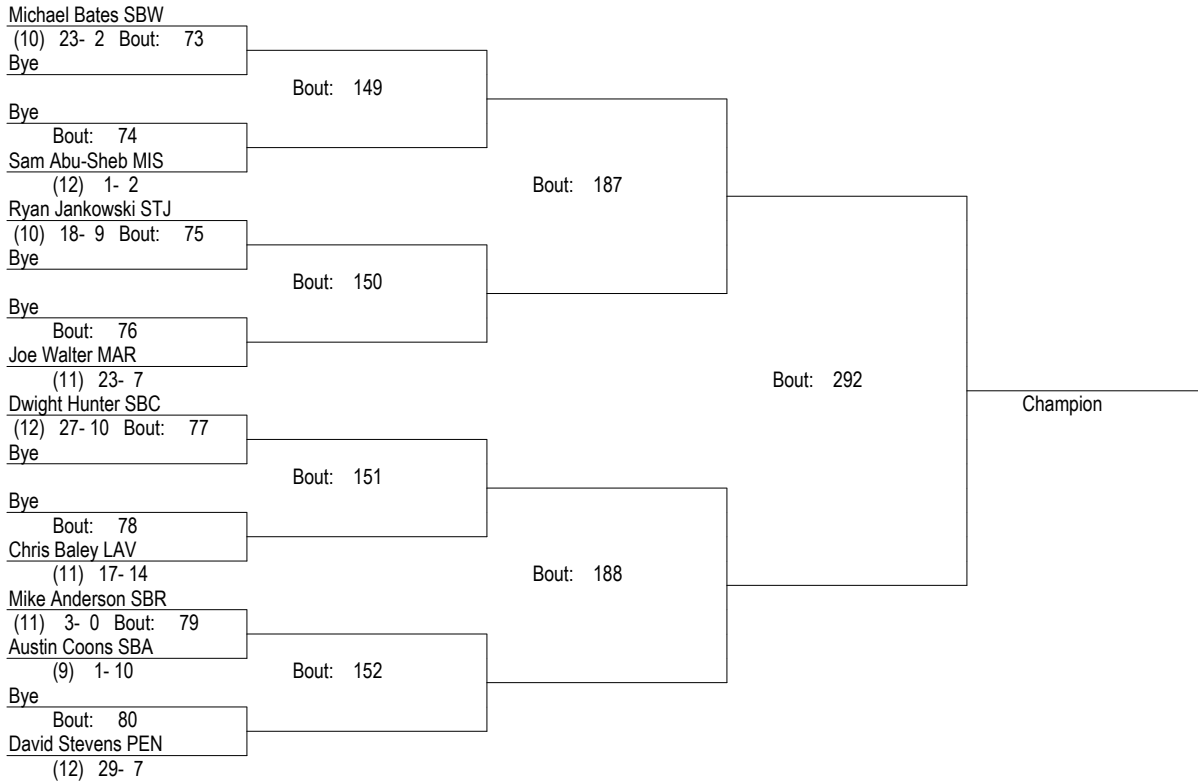 Michael Bates SBW
(10) 23- 2 Bout: 73
Bye
Bout: 149
Bye
Bout: 74
Sam Abu-Sheb MIS
(12) 1- 2
Bout: 187
Ryan Jankowski STJ
(10) 18- 9 Bout: 75
Bye
Bout: 150
Bye
Bout: 76
Joe Walter MAR
(11) 23- 7
Bout: 292
Dwight Hunter SBC
Champion
(12) 27- 10 Bout: 77
Bye
Bout: 151
Bye
Bout: 78
Chris Baley LAV
(11) 17- 14
Bout: 188
Mike Anderson SBR
(11) 3- 0 Bout: 79
Austin Coons SBA
(9) 1- 10
Bout: 152
Bye
Bout: 80
David Stevens PEN
(12) 29- 7